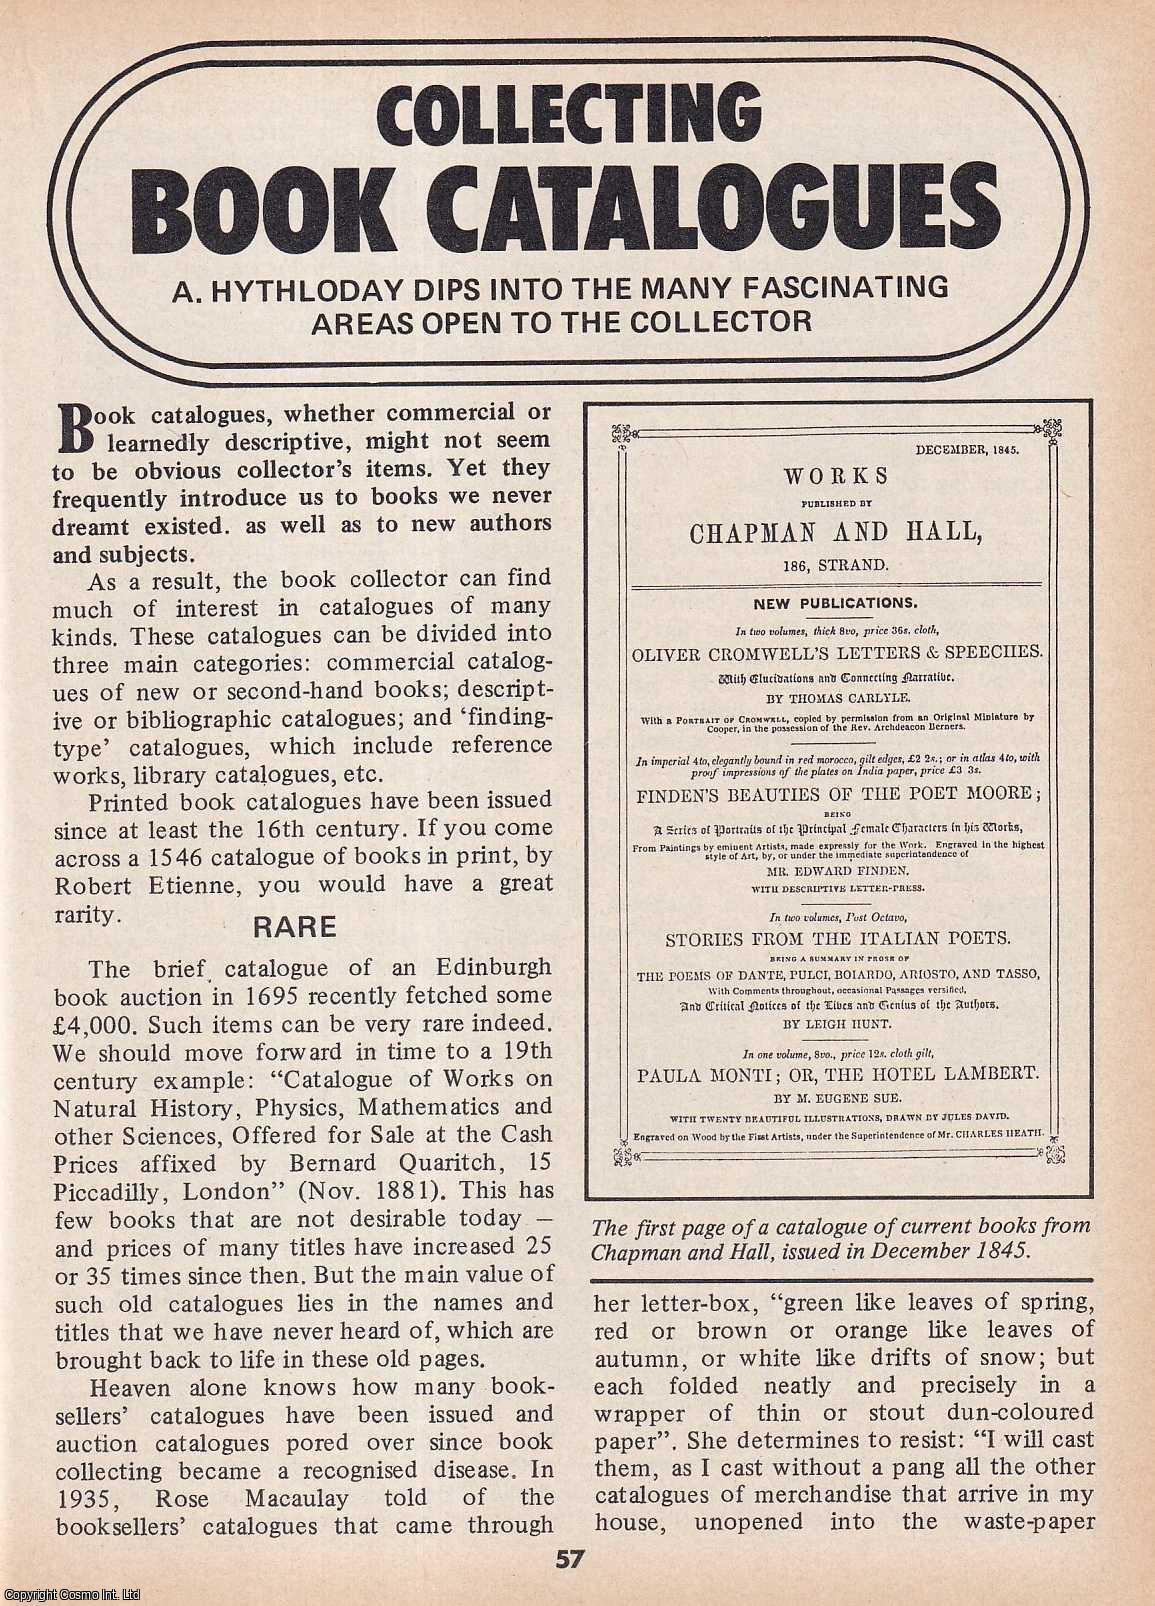 COLLECTING
BOOK CATALOGUES
A. HYTHLODAY DIPS INTO THE MANY FASCINATING
AREAS OPEN TO THE COLLECTOR
Book catalogues, whether commercial or
learnedly descriptive, might not seem
to be obvious collector's items. Yet they
frequently introduce us to books we never
dreamt existed. as well as to new authors
and subjects.
As a result, the book collector can find
much of interest in catalogues of many
kinds. These catalogues can be divided into
three main categories: commercial catalog-
ues of new or second-hand books; descript-
ive or bibliographic catalogues; and ‘finding-
type’ catalogues, which include reference
works, library catalogues, etc.
Printed book catalogues have been issued
since at least the 16th century. If you come
across a 1546 catalogue of books in print, by
Robert Etienne, you would have a great
rarity.
RARE
The brief catalogue of an Edinburgh
book auction in 1695 recently fetched some
£4,000. Such items can be very rare indeed.
We should move forward in time to a 19th
century example: “Catalogue of Works on
Natural History, Physics, Mathematics and
other Sciences, Offered for Sale at the Cash
Prices affixed by Bernard Quaritch, 15
Piccadilly, London” (Nov. 1881). This has
few books that are not desirable today –
and prices of many titles have increased 25
or 35 times since then. But the main value of
such old catalogues lies in the names and
titles that we have never heard of, which are
brought back to life in these old pages.
Heaven alone knows how many book-
sellers’ catalogues have been issued and
auction catalogues pored over since book
collecting became a recognised disease. In
1935, Rose Macaulay told of the
booksellers’ catalogues that came through
DECEMBER, 1845.
WORKS
PUBLISHED BY
CHAPMAN AND HALL,
186, STRAND.
NEW PUBLICATIONS.
In two volumes, thick 8vo, price 36s. cloth,
OLIVER CROMWELL'S LETTERS & SPEECHES.
With Elucidations and Connecting Narrative.
BY THOMAS CARLYLE.
With a PORTRAIT OF CROMWELL, copied by permission from an Original Miniature by
Cooper, in the possession of the Rev. Archdeacon Berners.
In imperial 4to, elegantly bound in red morocco, gilt edges, £2 2s.; or in atlas 4to, with
proof impressions of the plates on India paper, price £3 3s.
FINDEN'S BEAUTIES OF THE POET MOORE;
BEING
A Series of Portraits of the Principal Female Characters in his Works,
From Paintings by eminent Artists, made expressly for the Work. Engraved in the highest
style of Art, by, or under the immediate superintendence of
MR. EDWARD FINDEN.
WITH DESCRIPTIVE LETTER-PRESS.
In two volumes, Post Octavo,
STORIES FROM THE ITALIAN POETS.
BEING A SUMMARY IN PROSE OF
THE POEMS OF DANTE, PULCI, BOIARDO, ARIOSTO, AND TASSO,
With Comments throughout, occasional Passages versified,
And Critical Notices of the Lives and Genius of the Authors.
BY LEIGH HUNT.
In one volume, 8vo., price 12s. cloth gilt,
PAULA MONTI; OR, THE HOTEL LAMBERT.
BY M. EUGENE SUE.
WITH TWENTY BEAUTIFUL ILLUSTRATIONS, DRAWN BY JULES DAVID.
Engraved on Wood by the First Artists, under the Superintendence of Mr. CHARLES HEATH.
The first page of a catalogue of current books from
Chapman and Hall, issued in December 1845.
her letter-box, “green like leaves of spring,
red or brown or orange like leaves of
autumn, or white like drifts of snow; but
each folded neatly and precisely in a
wrapper of thin or stout dun-coloured
paper”. She determines to resist: “I will cast
them, as I cast without a pang all the other
catalogues of merchandise that arrive in my
house, unopened into the waste-paper
57
Copyright Cosmo Int. Ltd